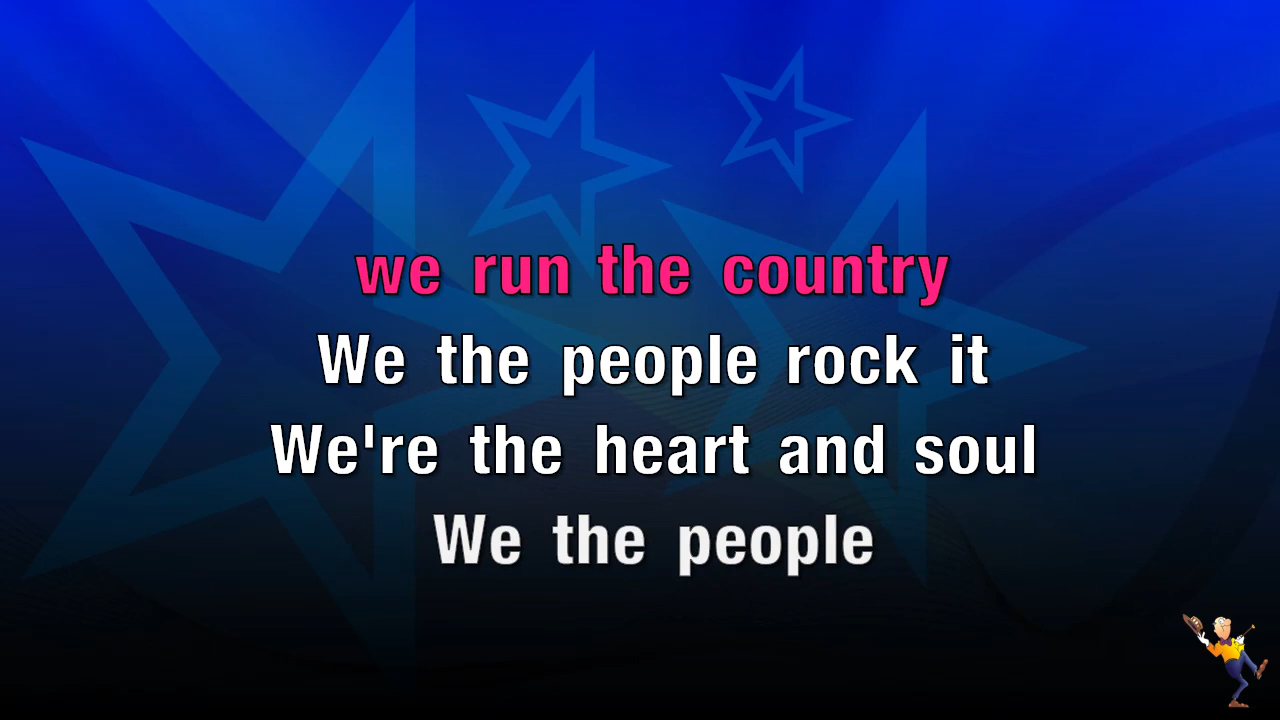 we run the country
We the people rock it
We're the heart and soul
We the people